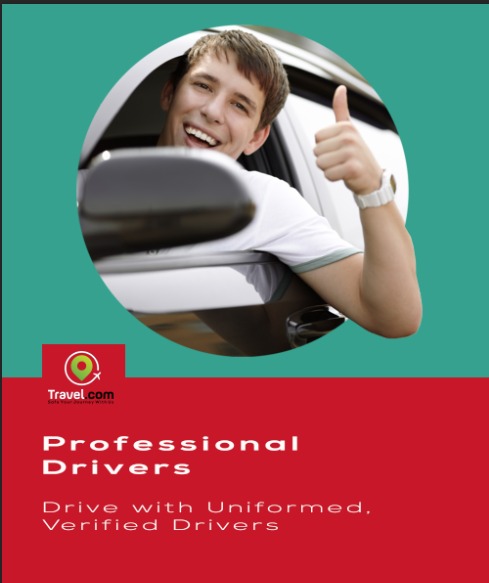 Travel.com
Professional
Drivers
Drive with Uniformed,
Verified Drivers